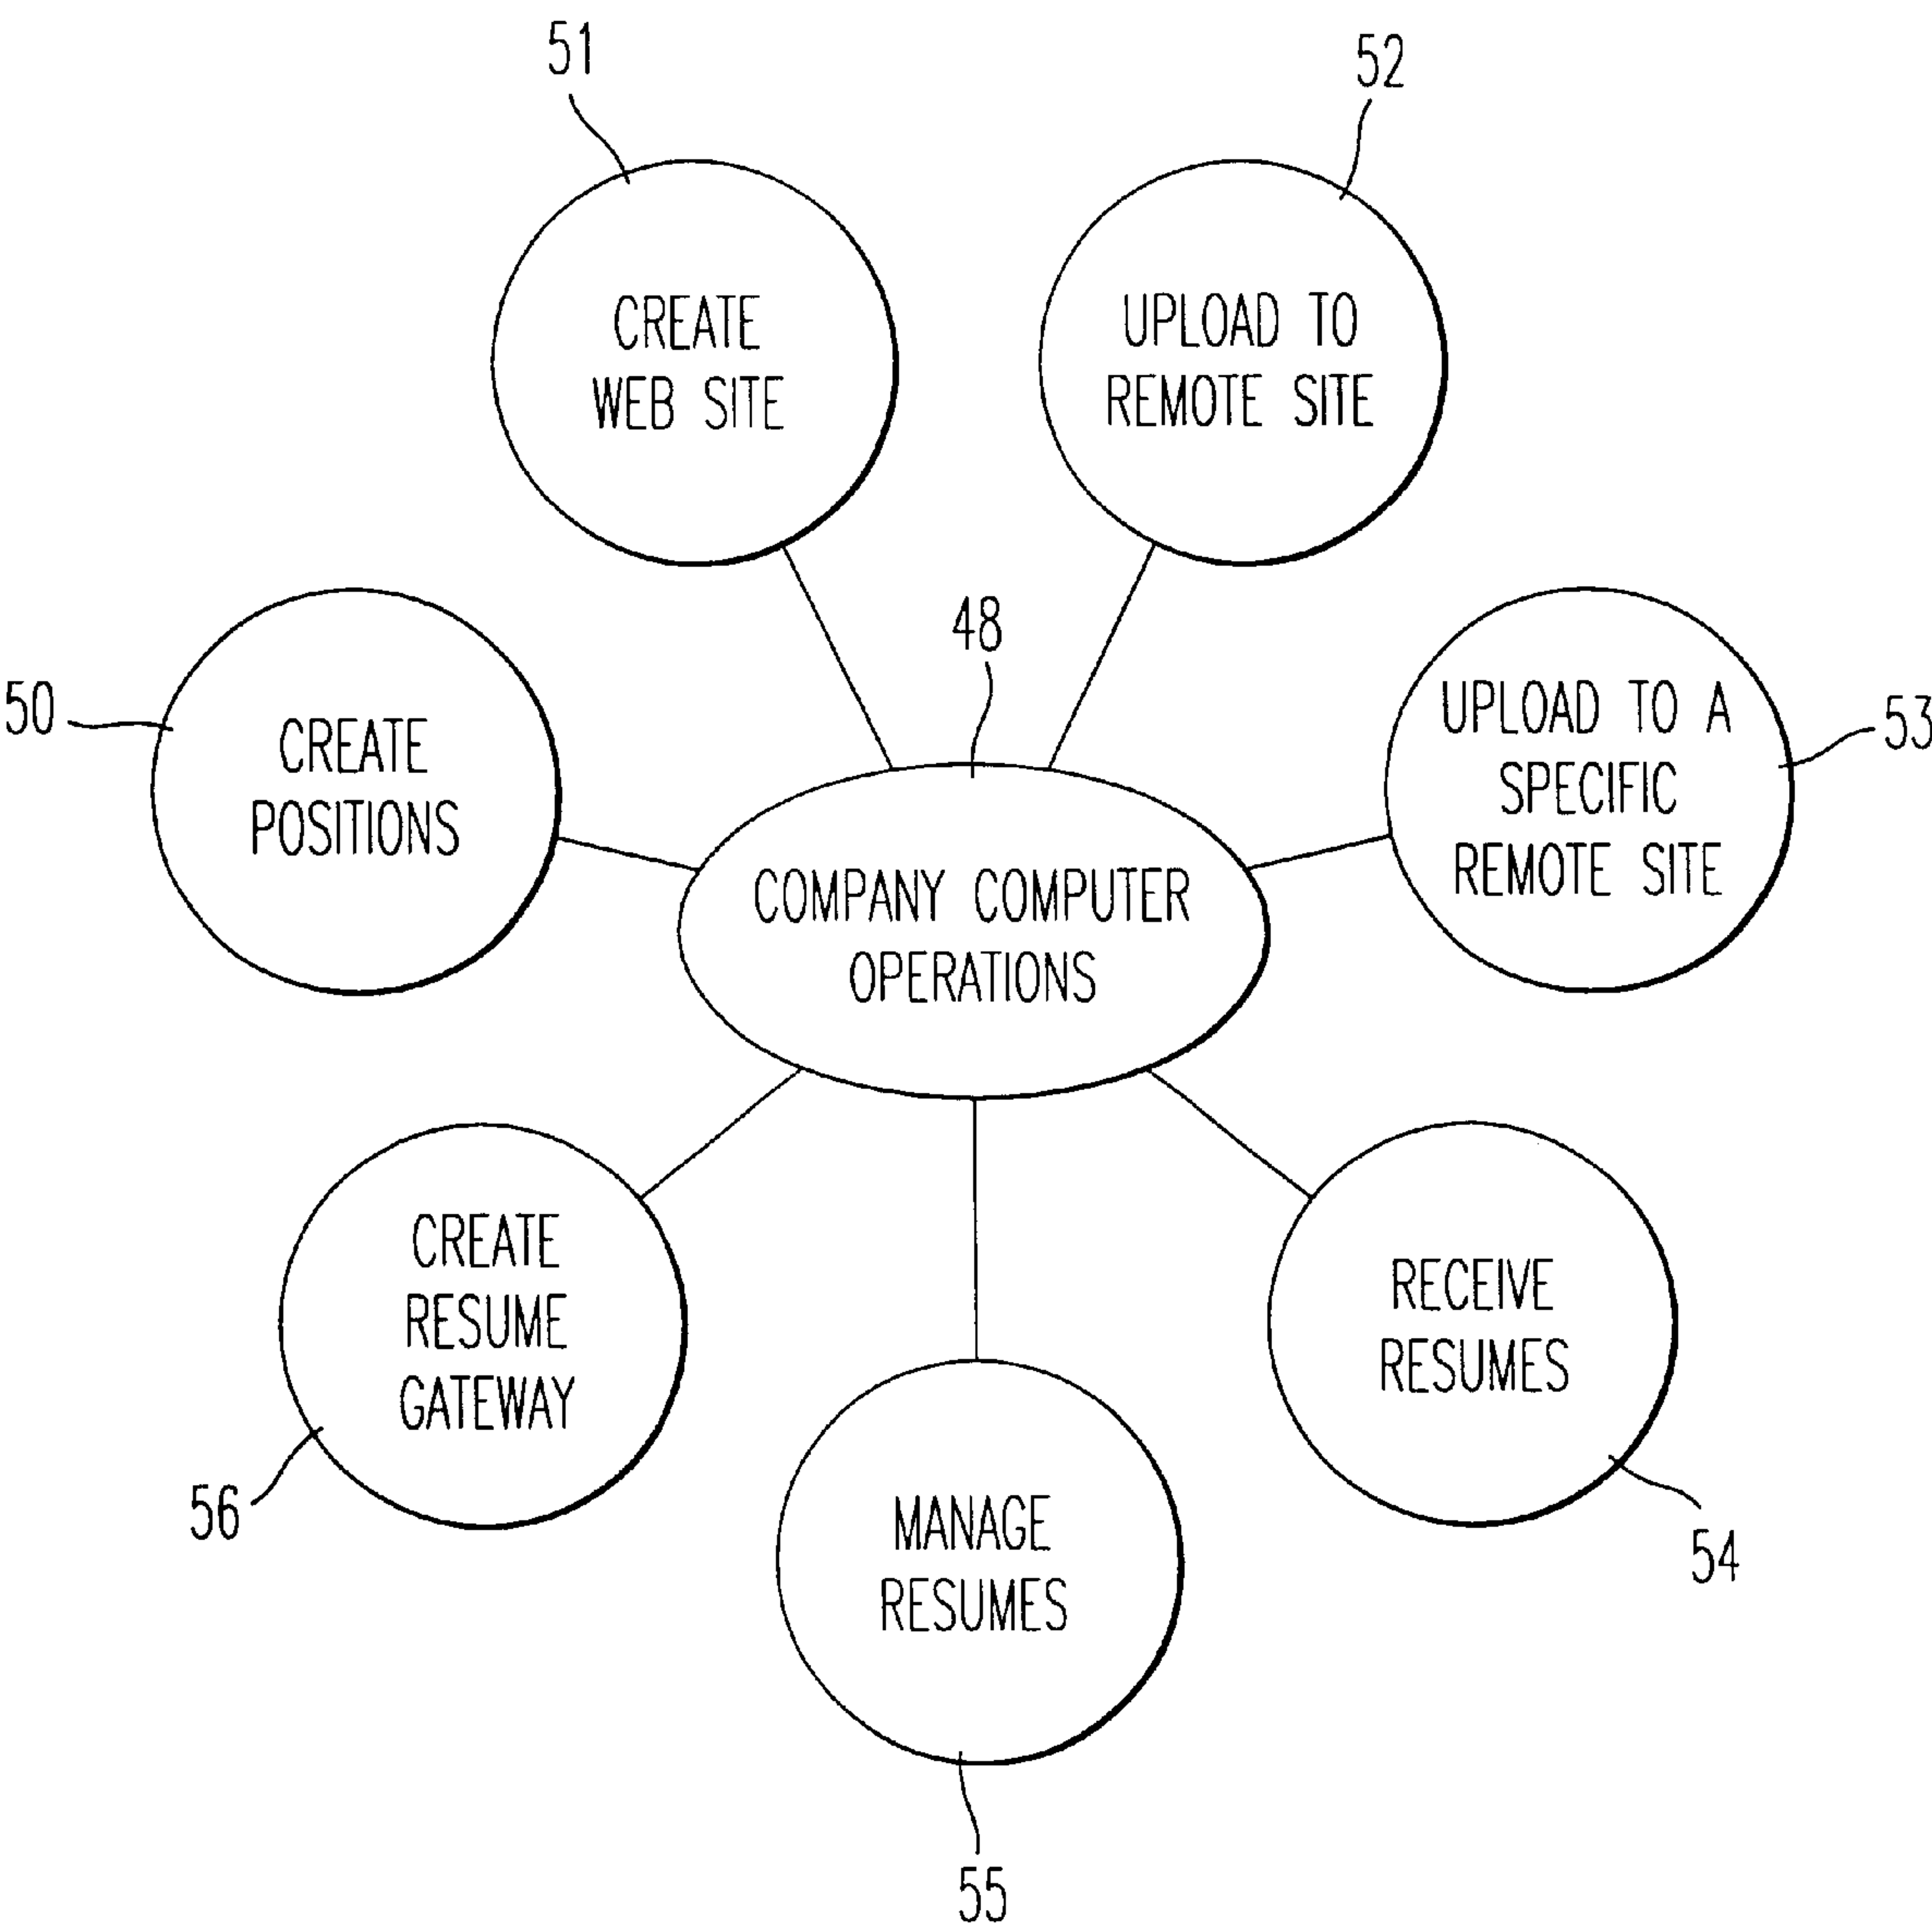 51
52
CREATE
WEB SITE
UPLOAD TO
REMOTE SITE
48
50
CREATE
POSITIONS
UPLOAD TO A
SPECIFIC
REMOTE SITE
53
COMPANY COMPUTER
OPERATIONS
CREATE
RESUME
GATEWAY
56
RECEIVE
RESUMES
54
MANAGE
RESUMES
55